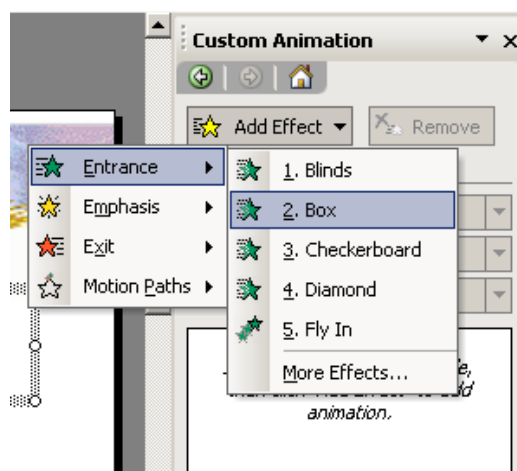 Custom Animation
Add Effect
Remove
Entrance
Emphasis
Exit
Motion Paths
1. Blinds
2. Box
3. Checkerboard
4. Diamond
5. Fly In
More Effects...
animation.